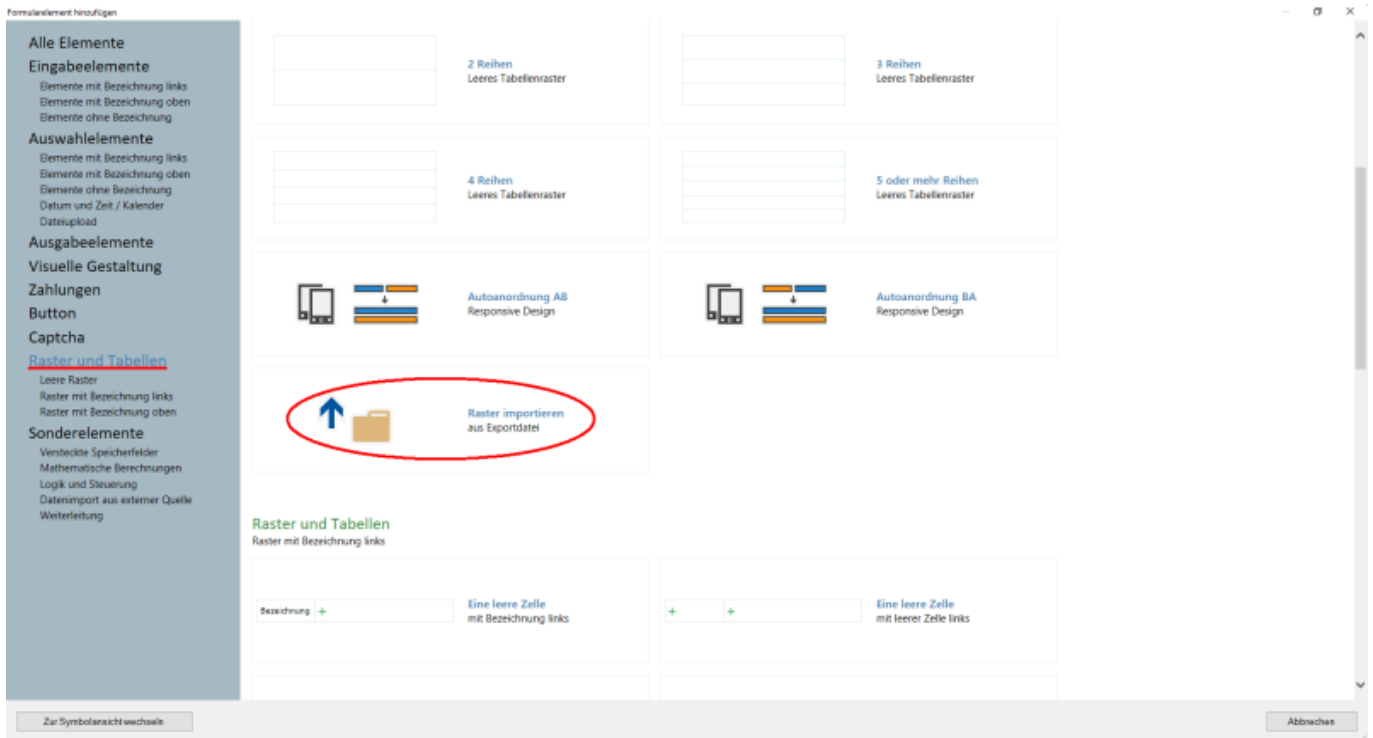 Formularelement hinzufügen
Alle Elemente
Eingabeelemente
Elemente mit Bezeichnung links
Elemente mit Bezeichnung oben
Elemente ohne Bezeichnung
Auswahlelemente
Elemente mit Bezeichnung links
Elemente mit Bezeichnung oben
Elemente ohne Bezeichnung
Datum und Zeit / Kalender
Dateiupload
Ausgabeelemente
Visuelle Gestaltung
Zahlungen
Button
Captcha
Raster und Tabellen
Leere Raster
Raster mit Bezeichnung links
Raster mit Bezeichnung oben
Sonderelemente
Versteckte Speicherfelder
Mathematische Berechnungen
Logik und Steuerung
Datenimport aus externer Quelle
Weiterleitung
2 Reihen
Leeres Tabellenraster
3 Reihen
Leeres Tabellenraster
4 Reihen
Leeres Tabellenraster
5 oder mehr Reihen
Leeres Tabellenraster
Autoanordnung AB
Responsive Design
Autoanordnung BA
Responsive Design
Raster importieren
aus Exportdatei
Raster und Tabellen
Raster mit Bezeichnung links
Bezeichnung +
Eine leere Zelle
mit Bezeichnung links
+ +
Eine leere Zelle
mit leerer Zelle links
Zur Symbolansicht wechseln
Abbrechen